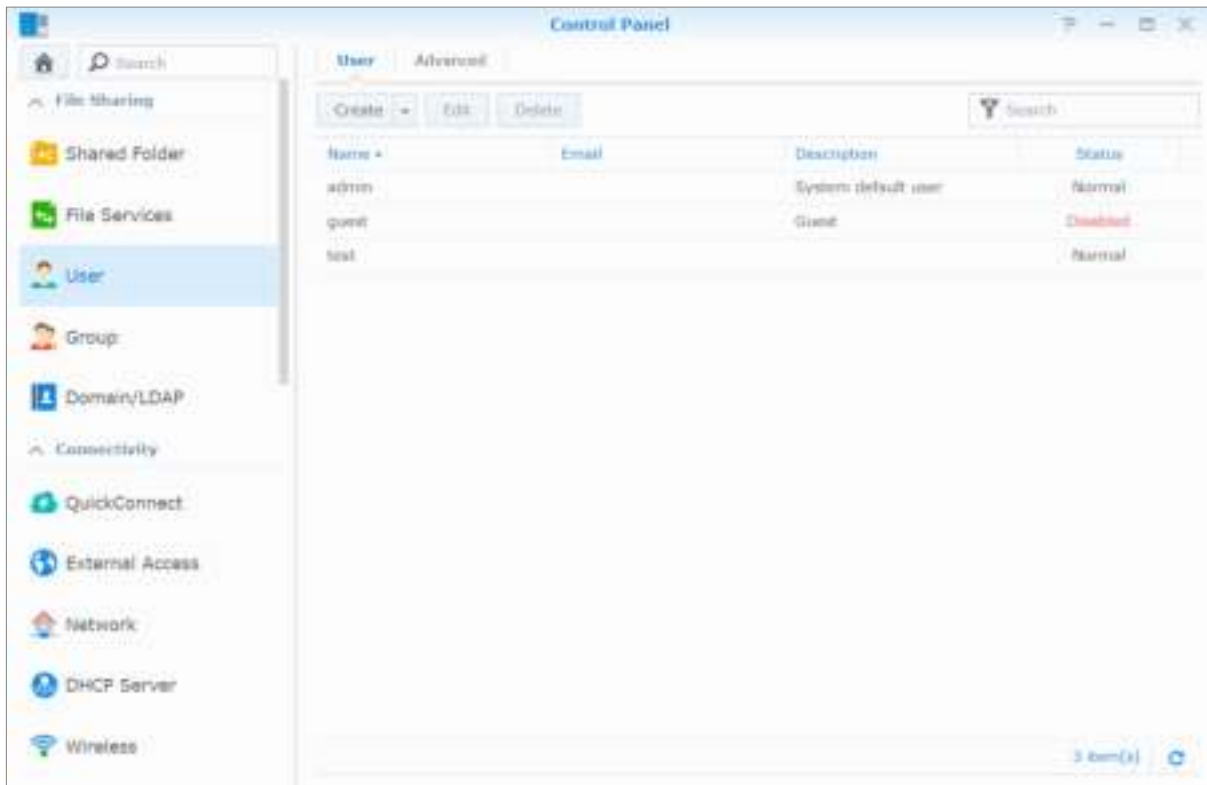 Control Panel
Search
File Sharing
Shared Folder
File Services
User
Group
Domain/LDAP
Connectivity
QuickConnect
External Access
Network
DHCP Server
Wireless
User Advanced
Create Edit Delete Search
Name Email Description Status
admin System default user Normal
guest Guest Disabled
test Normal
3 item(s)